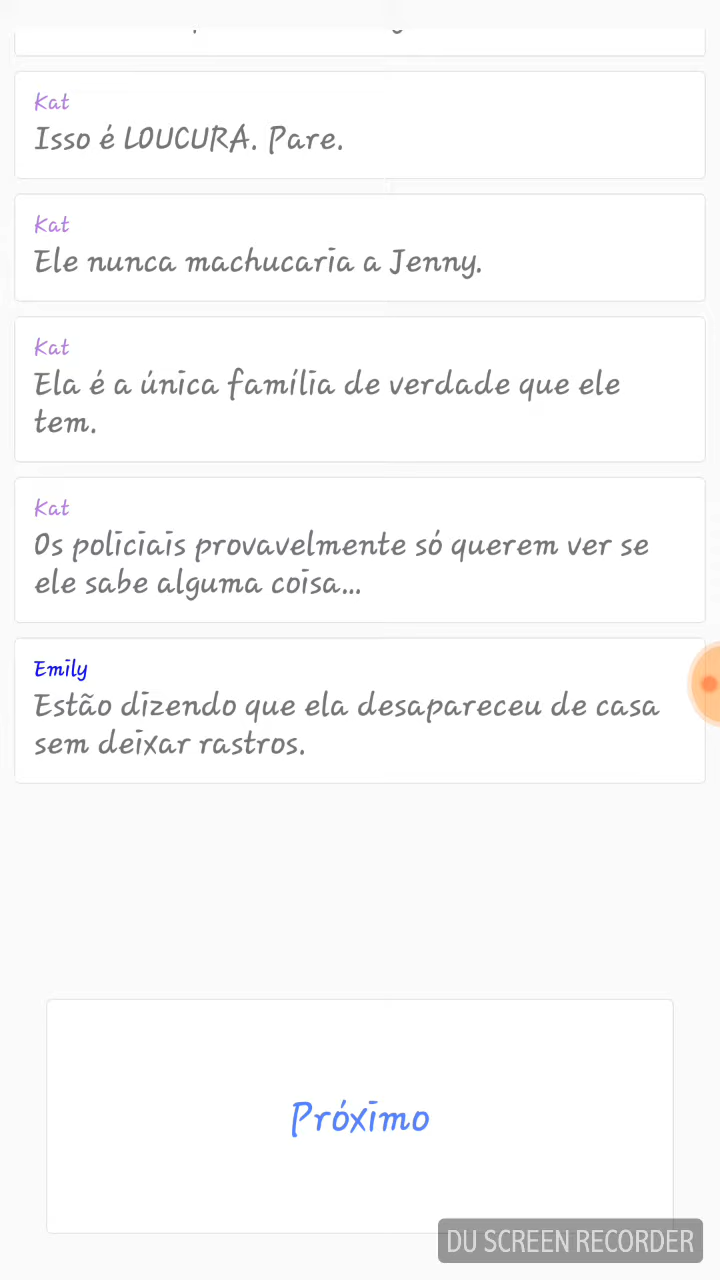 Kat
Isso é LOUCURA. Pare.
Kat
Ele nunca machucaria a Jenny.
Kat
Ela é a única família de verdade que ele
tem.
Kat
Os policiais provavelmente só querem ver se
ele sabe alguma coisa...
Emily
Estão dizendo que ela desapareceu de casa
sem deixar rastros.
Próximo
DU SCREEN RECORDER